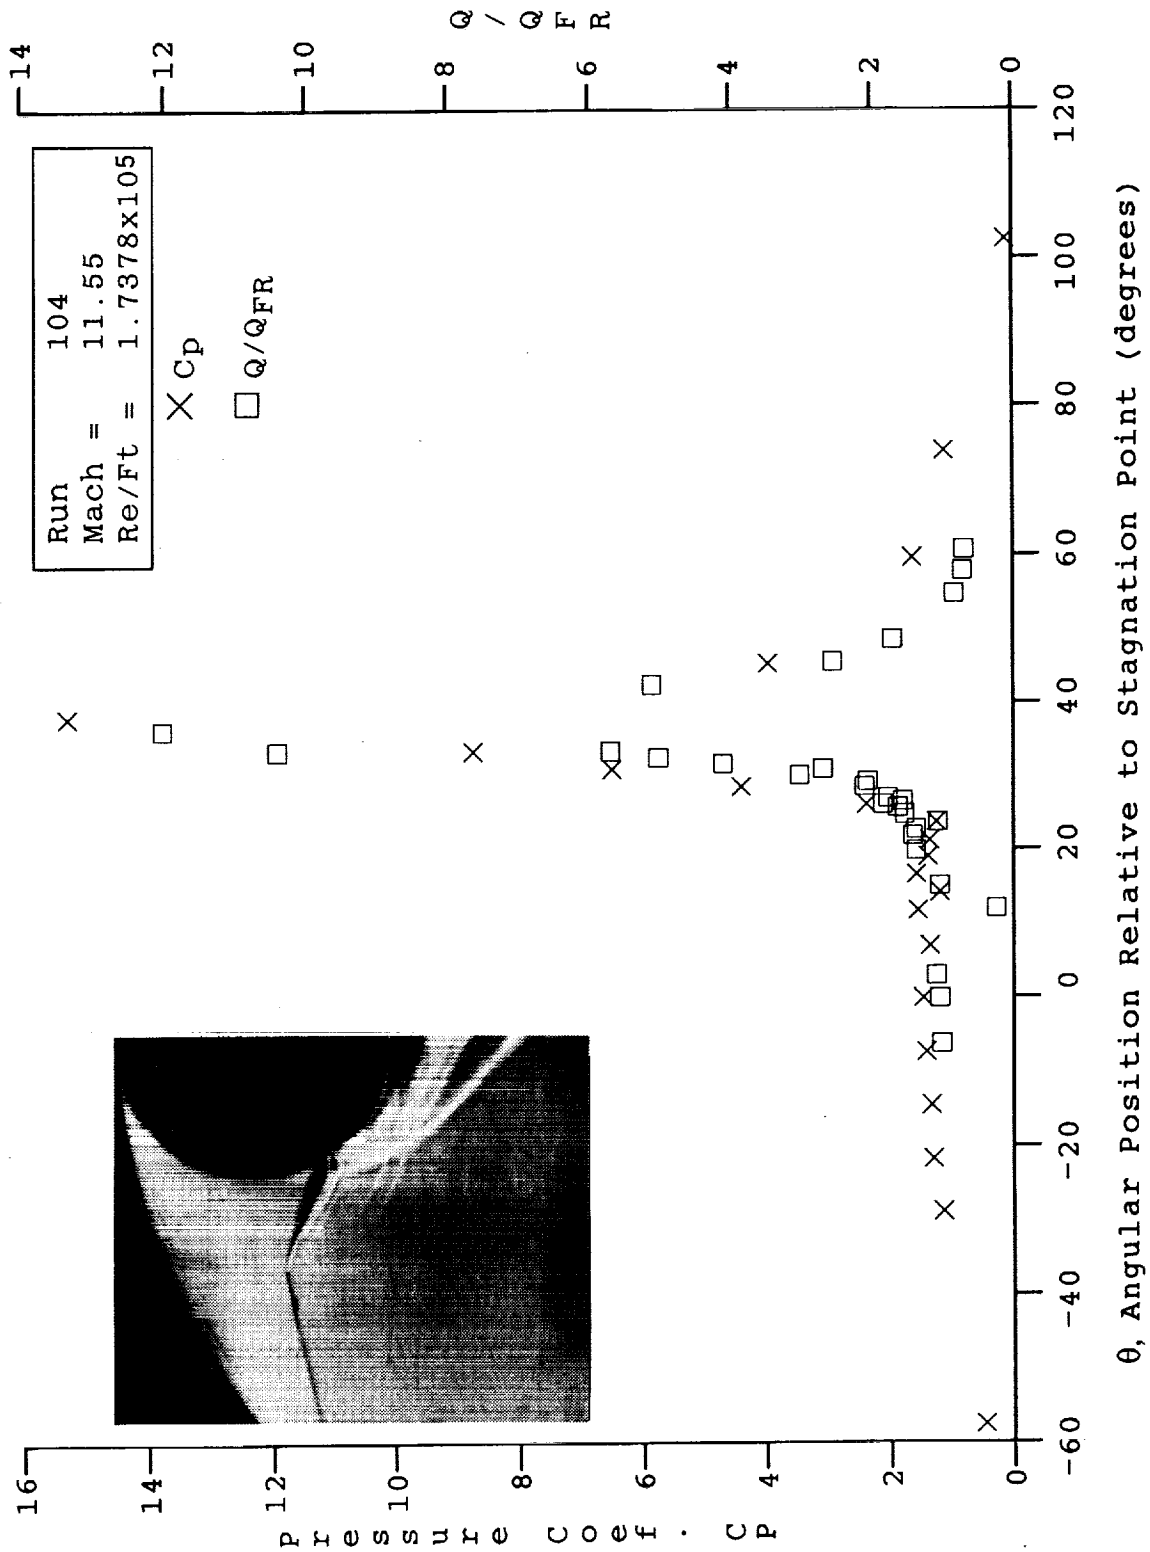 Run 104
Mach = 11.55
Re/Ft = 1.7378x105
Cp
Q/QFR
Pressure Coef. CP
16
14
12
10
8
6
4
2
0
Q/QFR
14
12
10
8
6
4
2
0
-60 -40 -20 0 20 40 60 80 100 120
θ, Angular Position Relative to Stagnation Point (degrees)